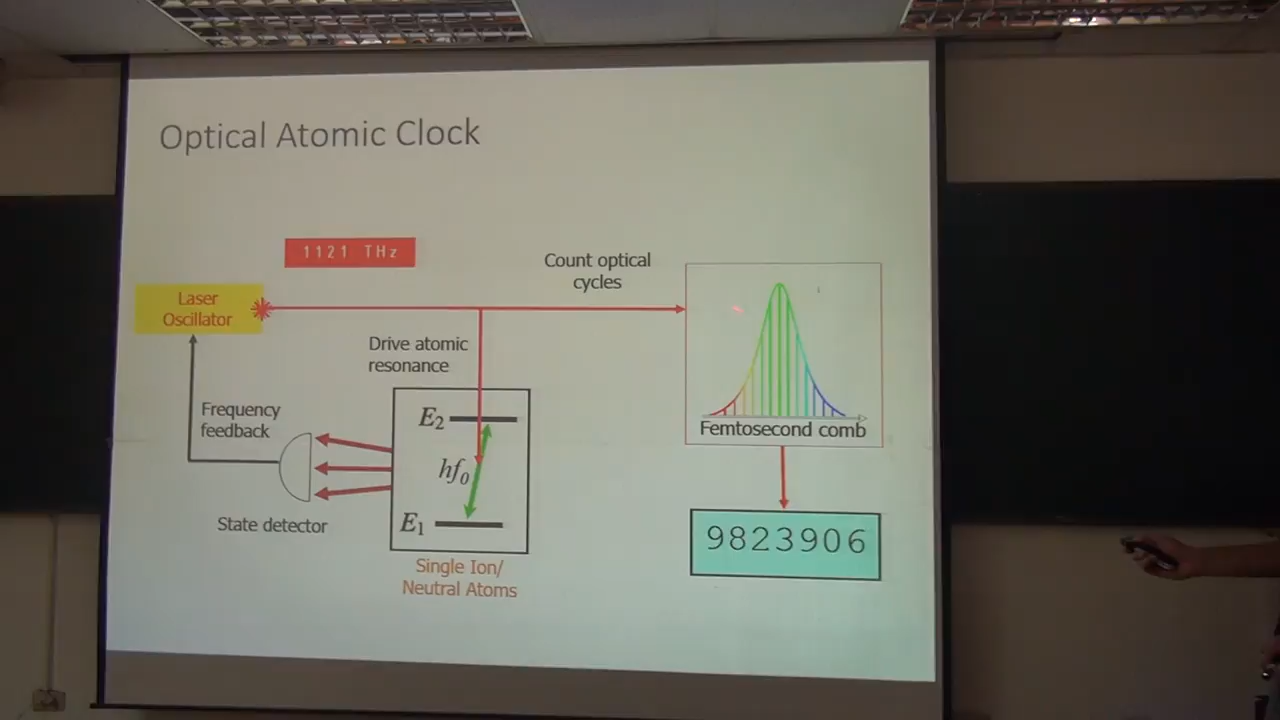 Optical Atomic Clock
1121 THz
Count optical
cycles
Laser
Oscillator
Drive atomic
resonance
Frequency
feedback
E₂
hf₀
E₁
State detector
Single Ion/
Neutral Atoms
Femtosecond comb
9823906